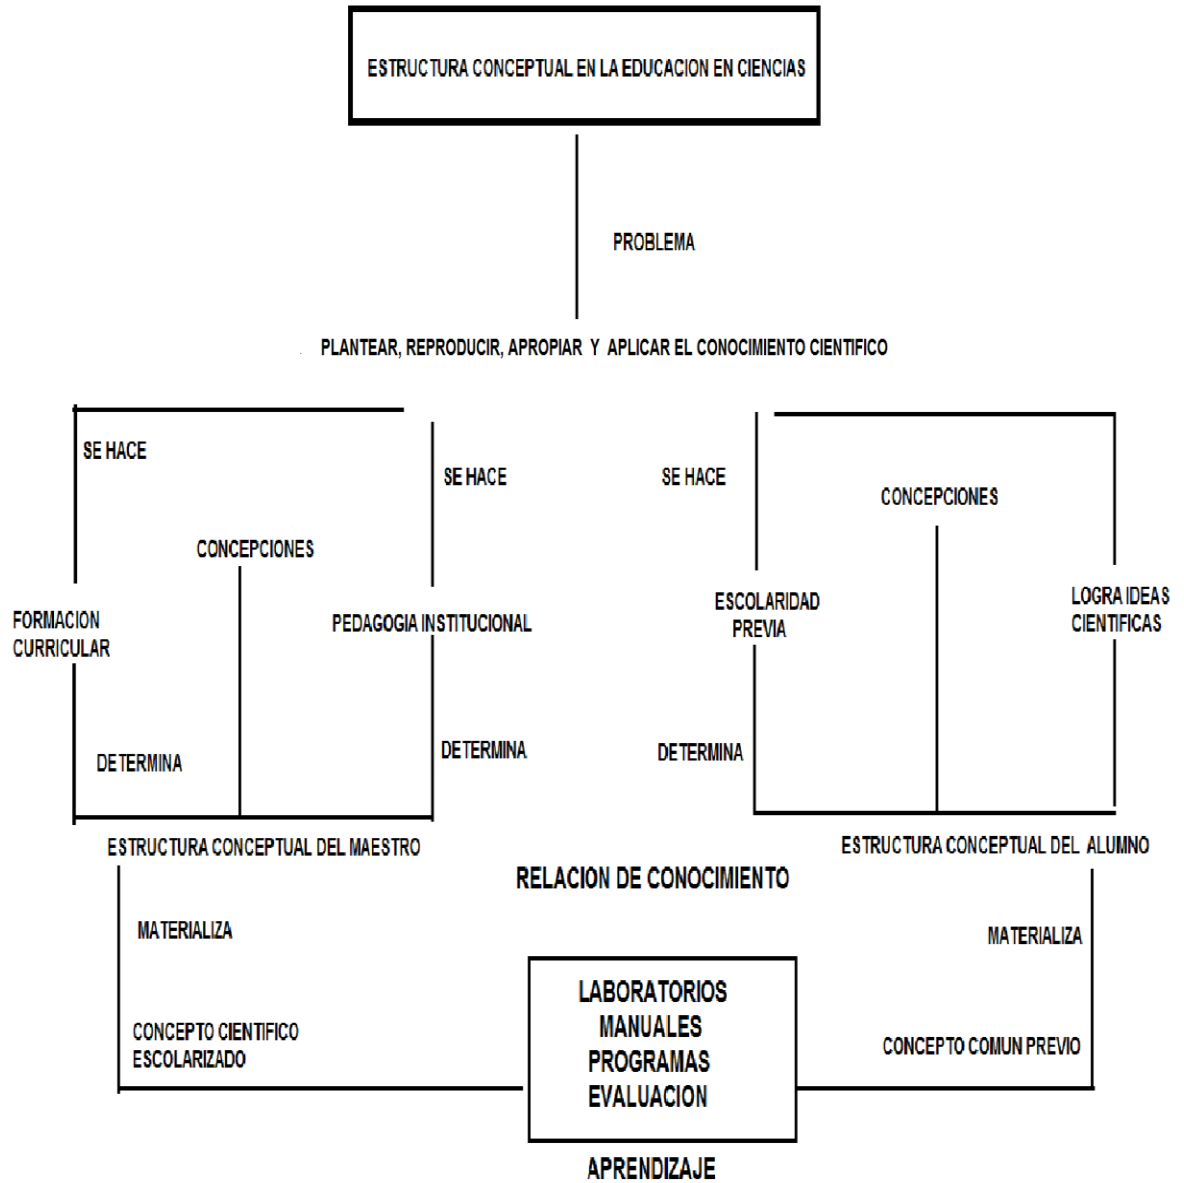 ESTRUCTURA CONCEPTUAL EN LA EDUCACION EN CIENCIAS
PROBLEMA
PLANTEAR, REPRODUCIR, APROPIAR Y APLICAR EL CONOCIMIENTO CIENTIFICO
SE HACE
SE HACE
SE HACE
CONCEPCIONES
CONCEPCIONES
FORMACION
CURRICULAR
PEDAGOGIA INSTITUCIONAL
ESCOLARIDAD
PREVIA
LOGRA IDEAS
CIENTIFICAS
DETERMINA
DETERMINA
DETERMINA
ESTRUCTURA CONCEPTUAL DEL MAESTRO
ESTRUCTURA CONCEPTUAL DEL ALUMNO
RELACION DE CONOCIMIENTO
MATERIALIZA
MATERIALIZA
CONCEPTO CIENTIFICO
ESCOLARIZADO
LABORATORIOS
MANUALES
PROGRAMAS
EVALUACION
CONCEPTO COMUN PREVIO
APRENDIZAJE